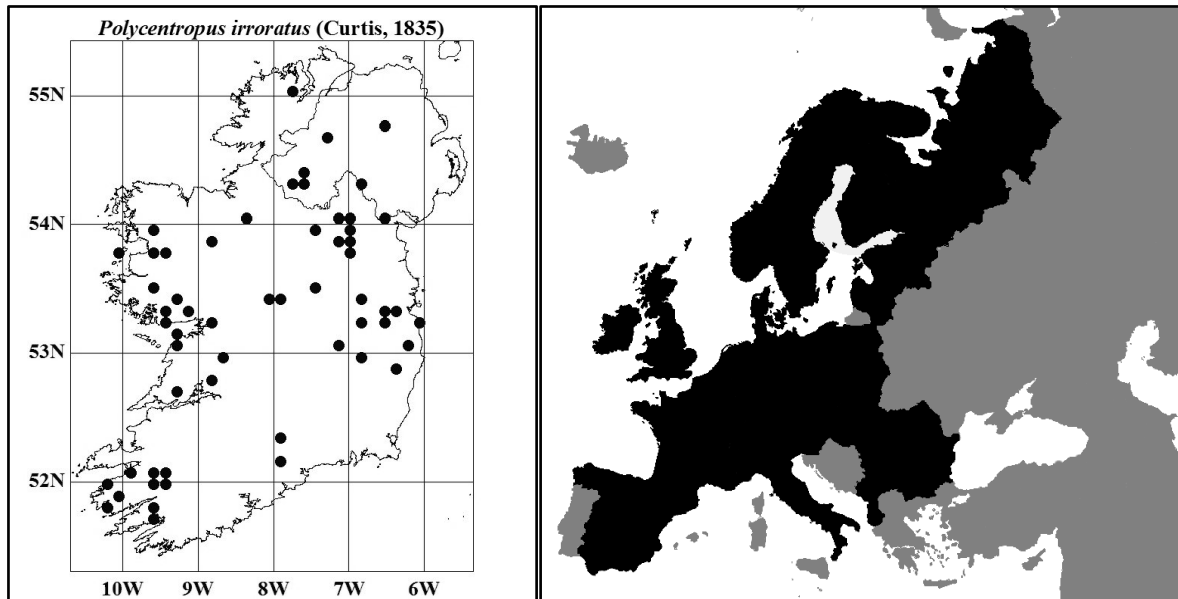 Polycentropus irroratus (Curtis, 1835)
55N
54N
53N
52N
10W 9W 8W 7W 6W